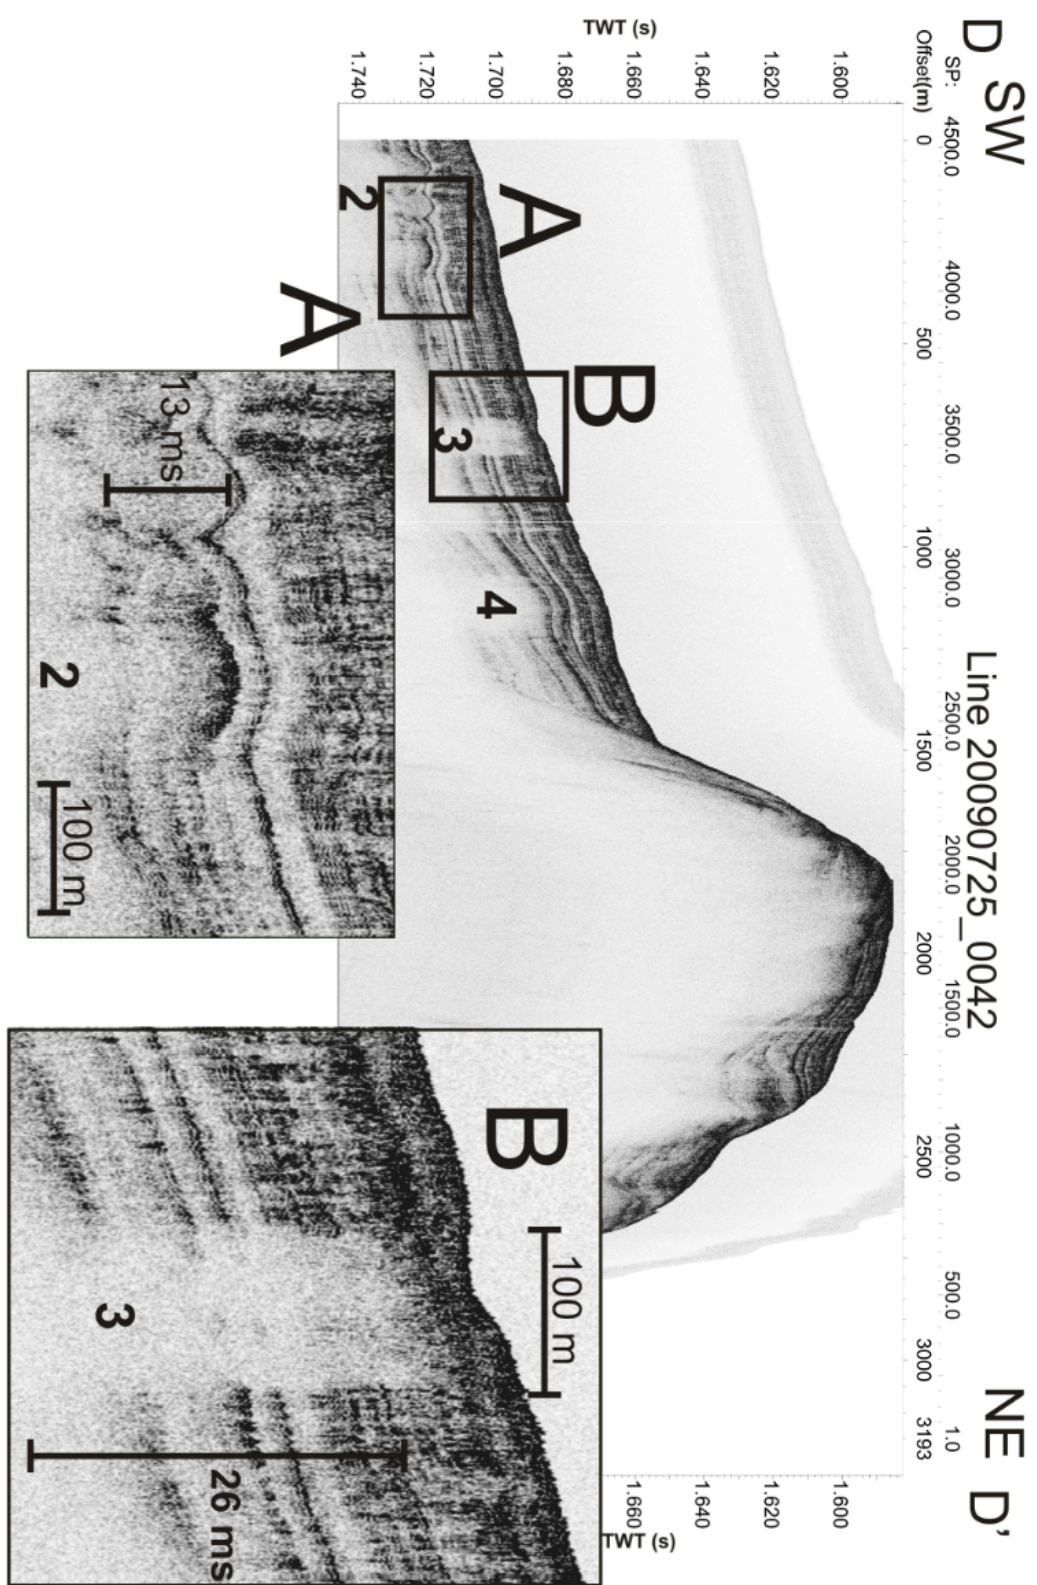 D SW
Line 20090725_0042
NE D'
SP: 4500.0 4000.0 3500.0 3000.0 2500.0 2000.0 1500.0 1000.0 500.0 1.0
Offset(m) 0 500 1000 1500 2000 2500 3000 3193
TWT (s)
1.600
1.620
1.640
1.660
1.680
1.700
1.720
1.740
TWT (s)
1.600
1.620
1.640
1.660
A
B
2
3
4
A
13 ms
2
100 m
B
100 m
3
26 ms